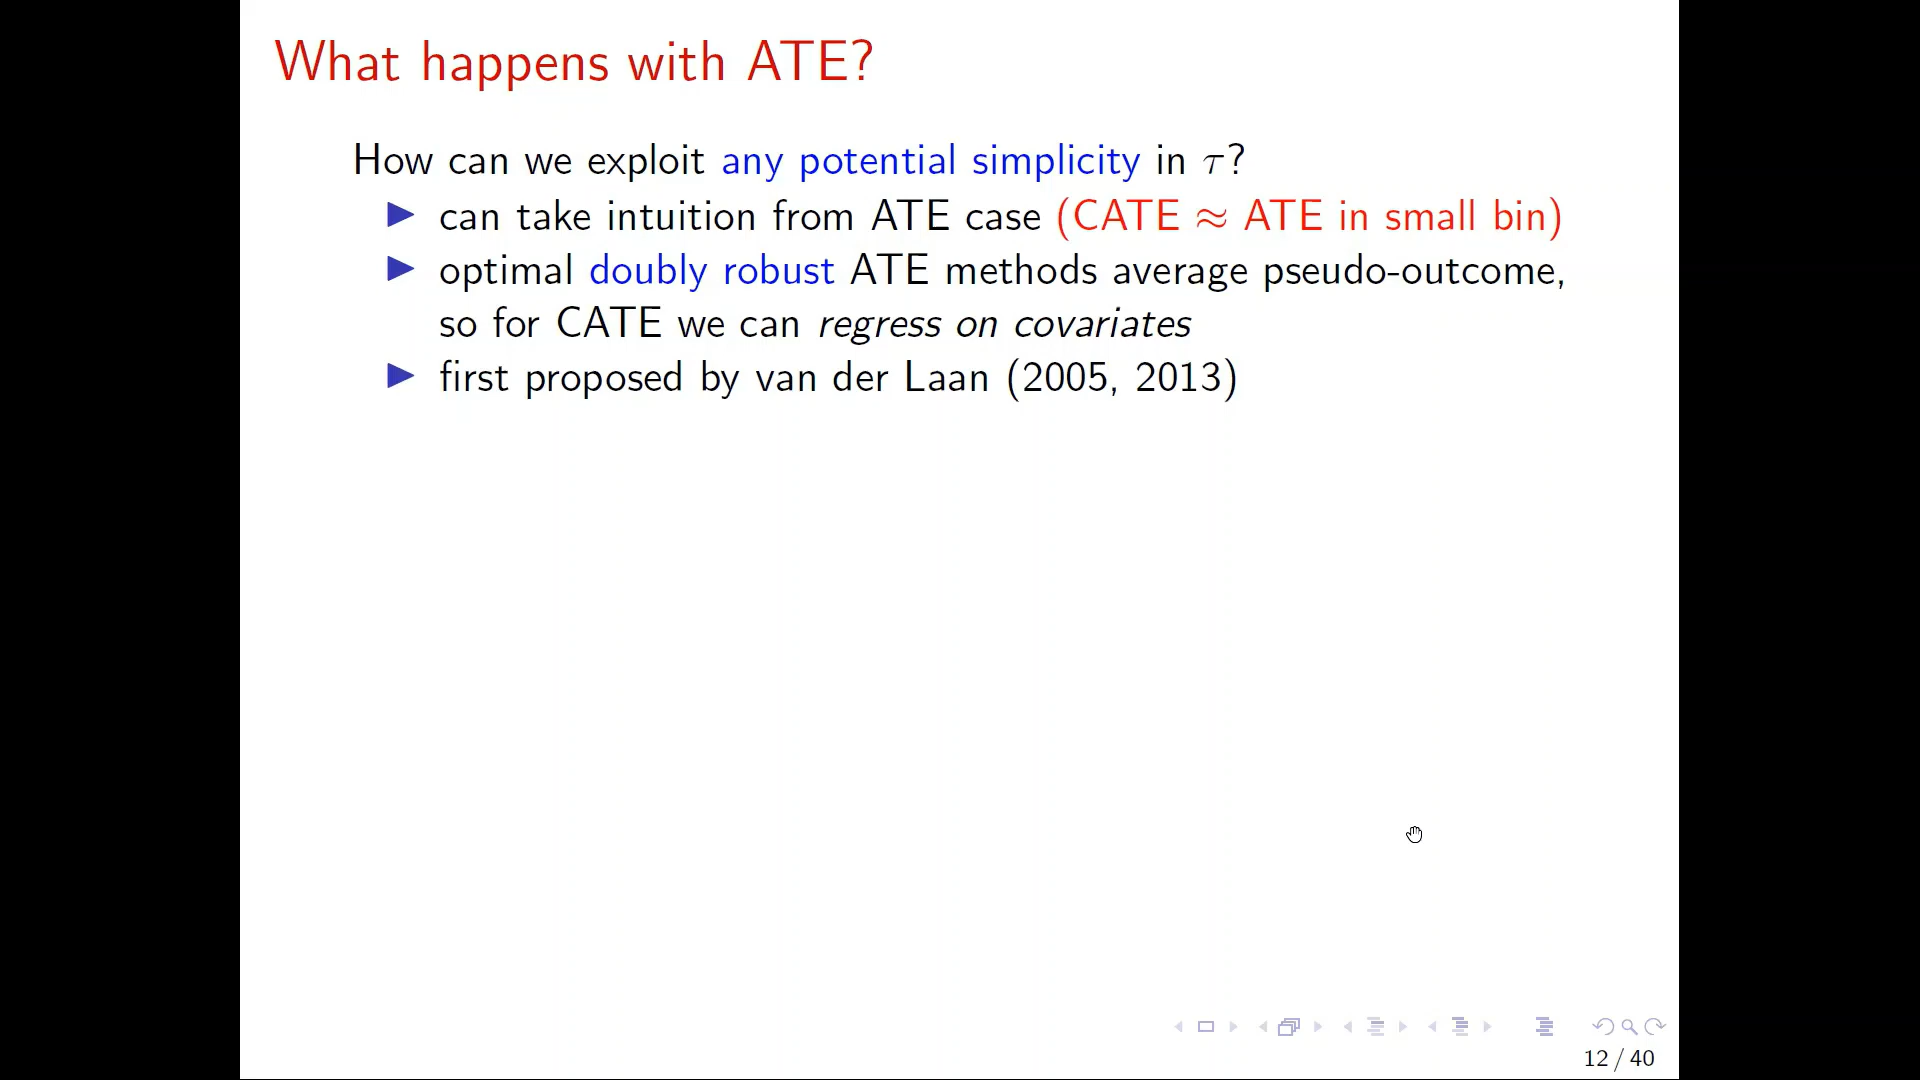 What happens with ATE?
How can we exploit any potential simplicity in τ?
can take intuition from ATE case (CATE ≈ ATE in small bin)
optimal doubly robust ATE methods average pseudo-outcome,
so for CATE we can regress on covariates
first proposed by van der Laan (2005, 2013)
12 / 40